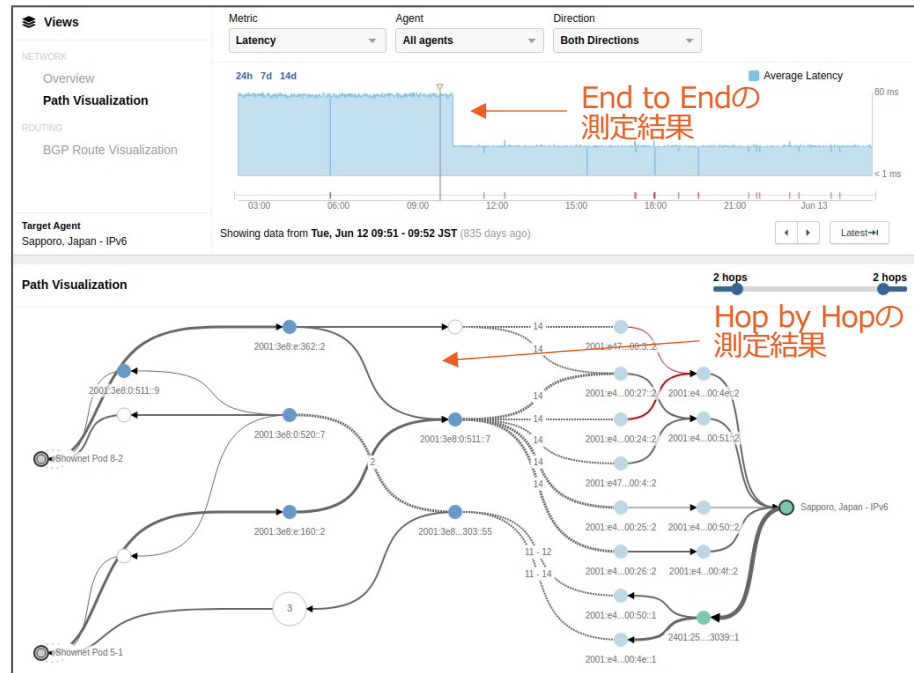 Views
NETWORK
Overview
Path Visualization
ROUTING
BGP Route Visualization
Target Agent
Sapporo, Japan - IPv6
Metric
Latency
Agent
All agents
Direction
Both Directions
24h 7d 14d
Average Latency
80 ms
< 1 ms
End to Endの
測定結果
03:00 06:00 09:00 12:00 15:00 18:00 21:00 Jun 13
Showing data from Tue, Jun 12 09:51 - 09:52 JST (835 days ago)
Latest
Path Visualization
2 hops
2 hops
Hop by Hopの
測定結果
2001:3e8:e:362::2
14
14
2001:e47...00:3::2
2001:3e8:0:511::9
2001:e4...00:27::2
2001:e4...00:4e::2
14
14
2001:3e8:0:520::7
2001:3e8:0:511::7
2001:e4...00:24::2
2001:e4...00:51::2
14
Shownet Pod 8-2
2
14
14
2001:e47...00:4::2
Sapporo, Japan - IPv6
2001:3e8:e:160::2
2001:3e8...303::55
2001:e4...00:25::2
2001:e4...00:50::2
11 - 12
2001:e4...00:26::2
2001:e4...00:4f::2
11 - 14
3
2001:e4...00:50::1
2401:25...:3039::1
Shownet Pod 5-1
2001:e4...00:4e::1